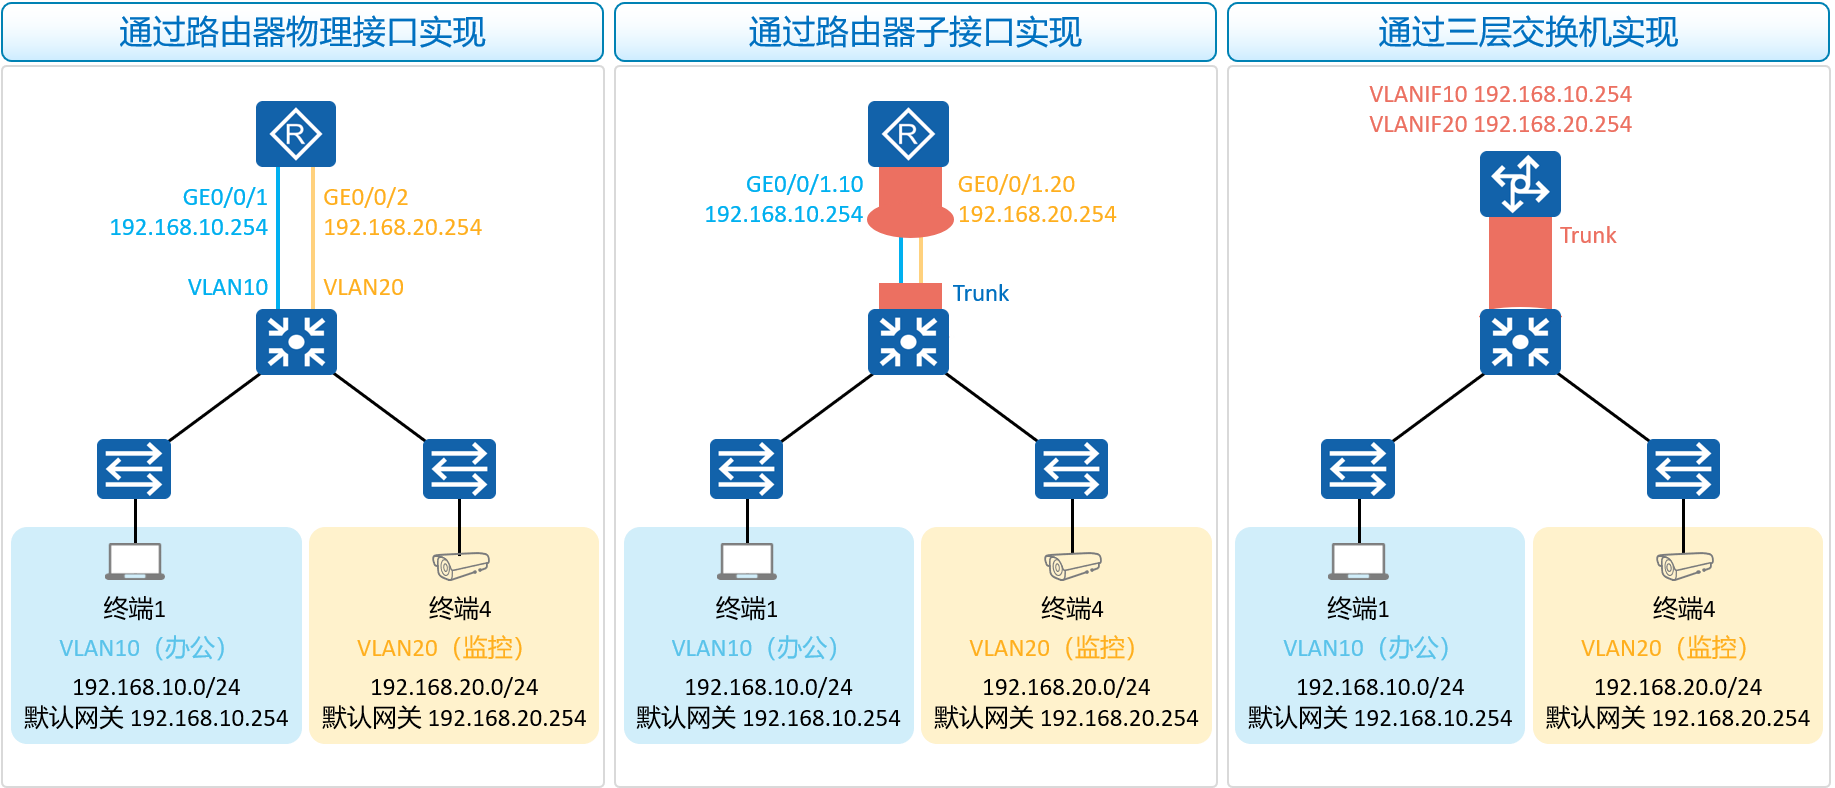 通过路由器物理接口实现
R
GE0/0/1
192.168.10.254
GE0/0/2
192.168.20.254
VLAN10
VLAN20
终端1
VLAN10（办公）
192.168.10.0/24
默认网关 192.168.10.254
终端4
VLAN20（监控）
192.168.20.0/24
默认网关 192.168.20.254
通过路由器子接口实现
R
GE0/0/1.10
192.168.10.254
GE0/0/1.20
192.168.20.254
Trunk
终端1
VLAN10（办公）
192.168.10.0/24
默认网关 192.168.10.254
终端4
VLAN20（监控）
192.168.20.0/24
默认网关 192.168.20.254
通过三层交换机实现
VLANIF10 192.168.10.254
VLANIF20 192.168.20.254
Trunk
终端1
VLAN10（办公）
192.168.10.0/24
默认网关 192.168.10.254
终端4
VLAN20（监控）
192.168.20.0/24
默认网关 192.168.20.254